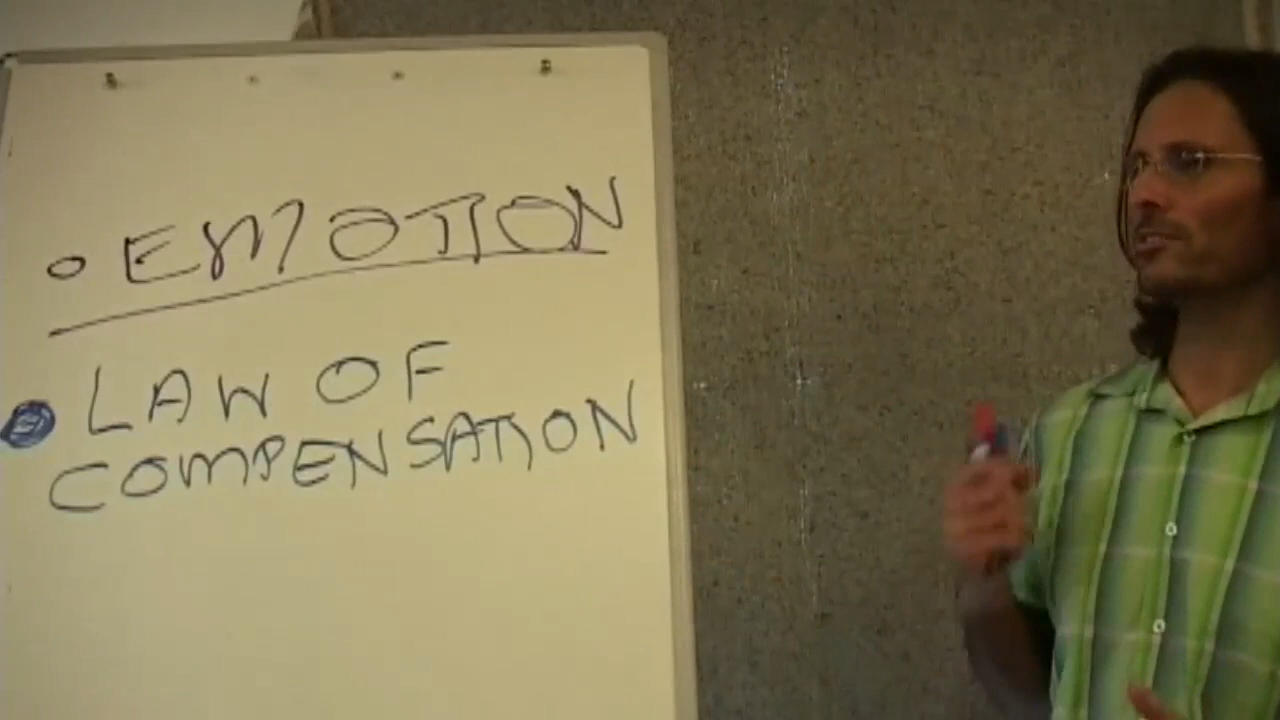 • EMOTION
• LAW OF
COMPENSATION